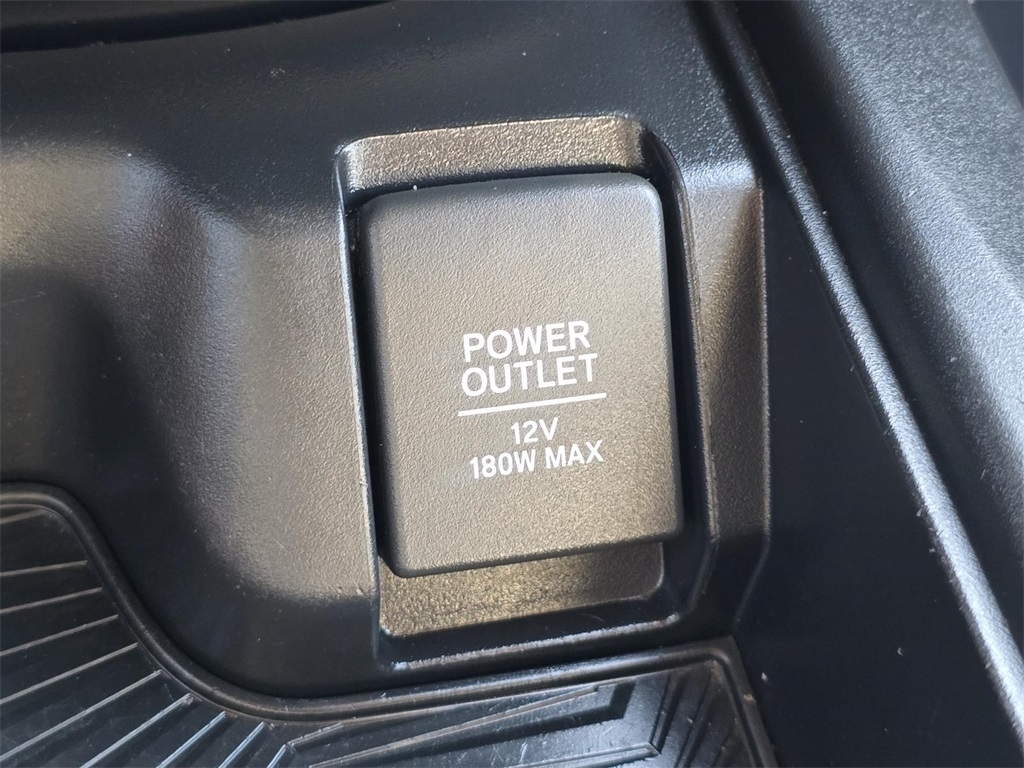 POWER
OUTLET
12V
180W MAX